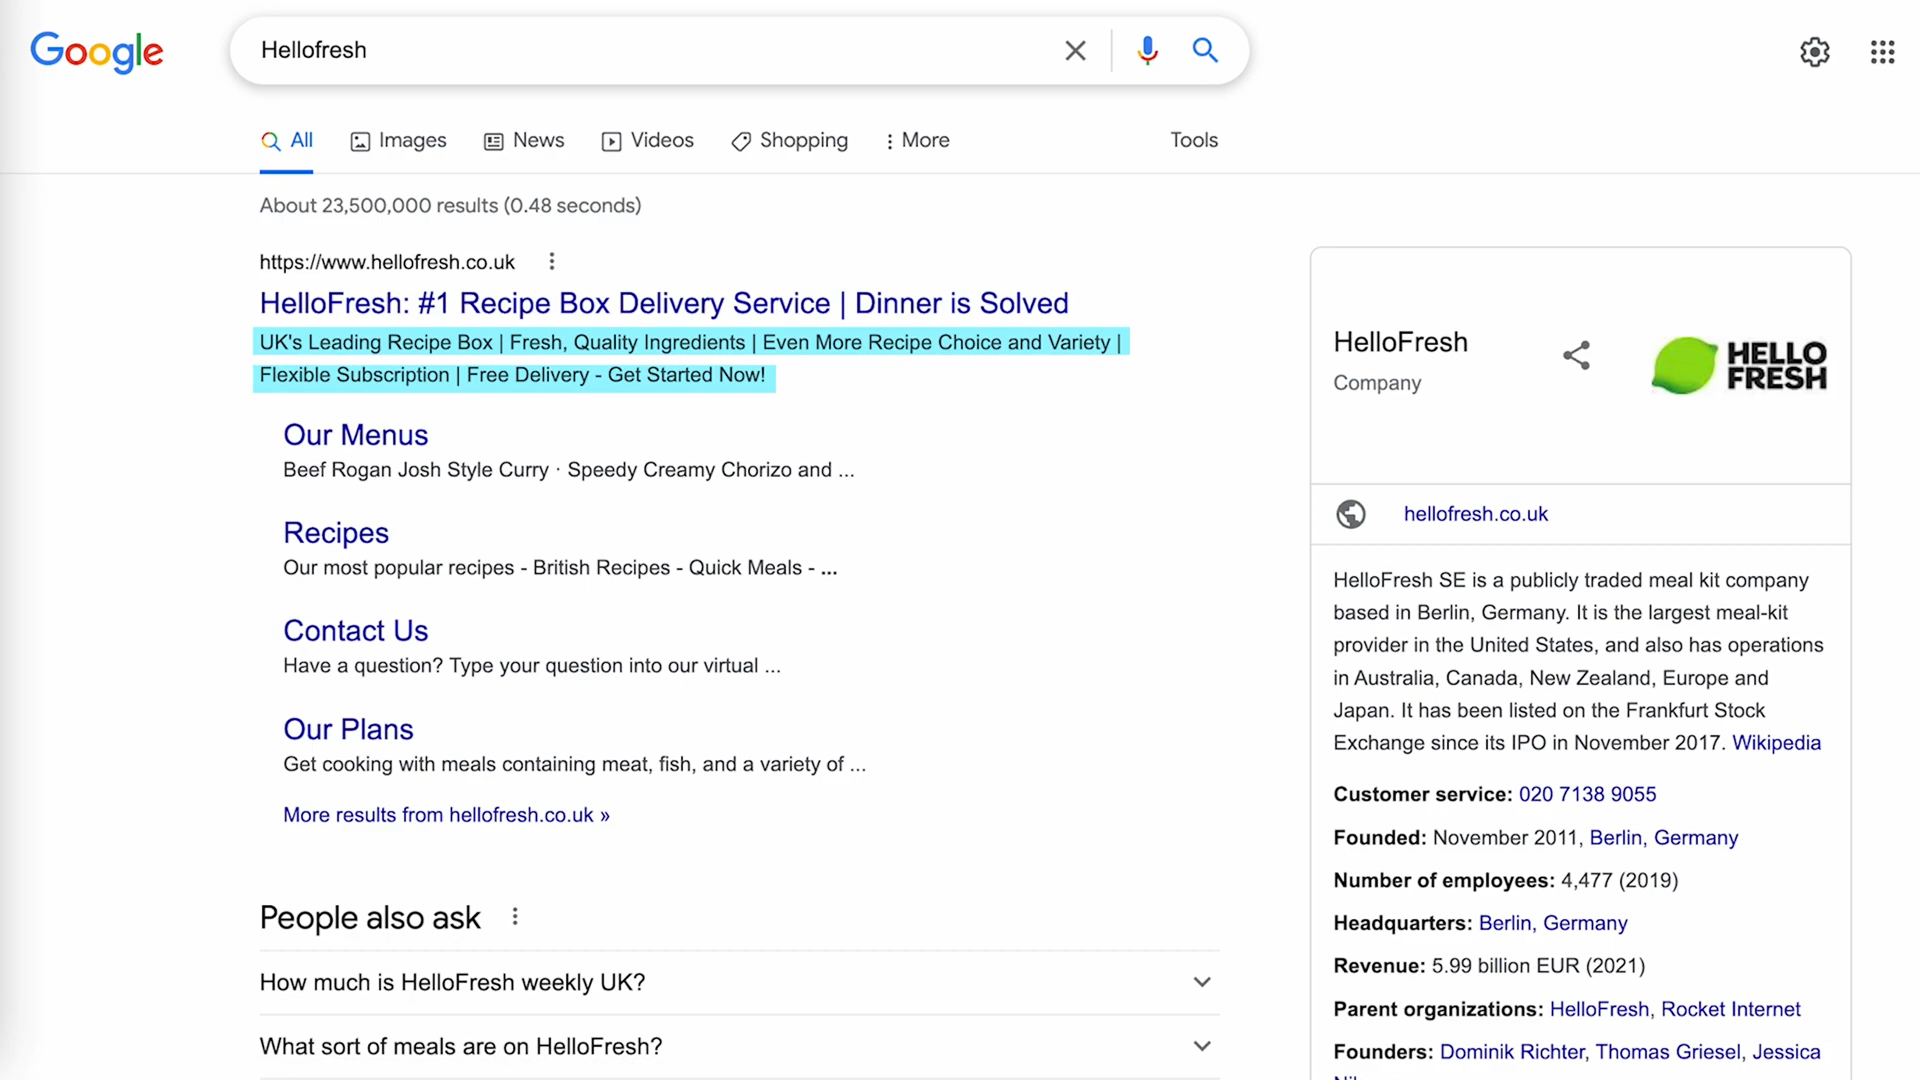 Google
Hellofresh
All
Images
News
Videos
Shopping
More
Tools
About 23,500,000 results (0.48 seconds)
https://www.hellofresh.co.uk
HelloFresh: #1 Recipe Box Delivery Service | Dinner is Solved
UK's Leading Recipe Box | Fresh, Quality Ingredients | Even More Recipe Choice and Variety |
Flexible Subscription | Free Delivery - Get Started Now!
Our Menus
Beef Rogan Josh Style Curry · Speedy Creamy Chorizo and ...
Recipes
Our most popular recipes - British Recipes - Quick Meals - ...
Contact Us
Have a question? Type your question into our virtual ...
Our Plans
Get cooking with meals containing meat, fish, and a variety of ...
More results from hellofresh.co.uk »
People also ask
How much is HelloFresh weekly UK?
What sort of meals are on HelloFresh?
HelloFresh
Company
HELLO
FRESH
hellofresh.co.uk
HelloFresh SE is a publicly traded meal kit company
based in Berlin, Germany. It is the largest meal-kit
provider in the United States, and also has operations
in Australia, Canada, New Zealand, Europe and
Japan. It has been listed on the Frankfurt Stock
Exchange since its IPO in November 2017. Wikipedia
Customer service: 020 7138 9055
Founded: November 2011, Berlin, Germany
Number of employees: 4,477 (2019)
Headquarters: Berlin, Germany
Revenue: 5.99 billion EUR (2021)
Parent organizations: HelloFresh, Rocket Internet
Founders: Dominik Richter, Thomas Griesel, Jessica